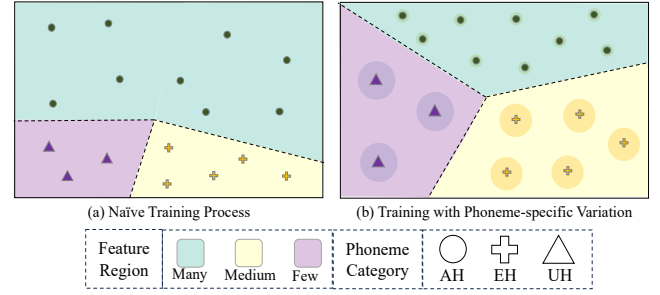 (a) Naïve Training Process
(b) Training with Phoneme-specific Variation
Feature
Region
Many
Medium
Few
Phoneme
Category
AH
EH
UH